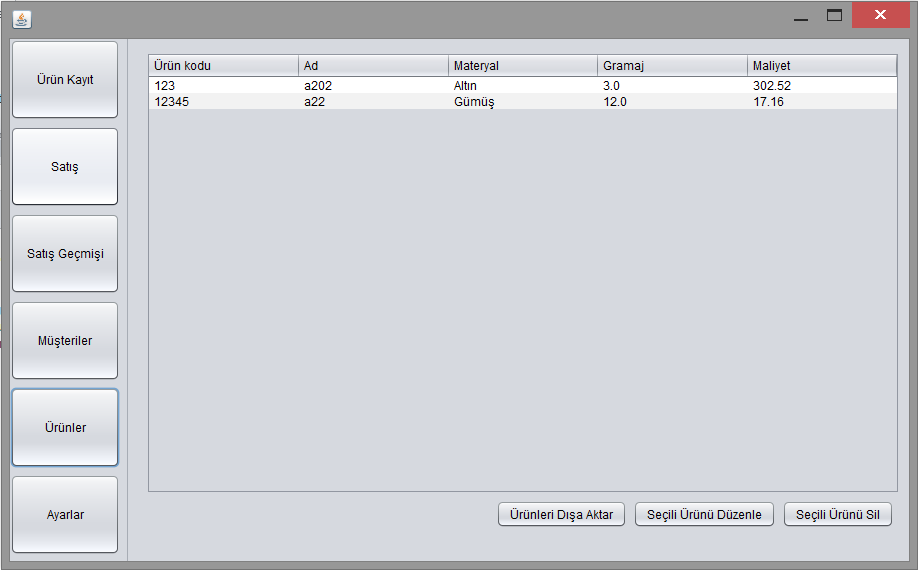 Ürün Kayıt
Satış
Satış Geçmişi
Müşteriler
Ürünler
Ayarlar
Ürün kodu Ad Materyal Gramaj Maliyet
123 a202 Altın 3.0 302.52
12345 a22 Gümüş 12.0 17.16
Ürünleri Dışa Aktar Seçili Ürünü Düzenle Seçili Ürünü Sil